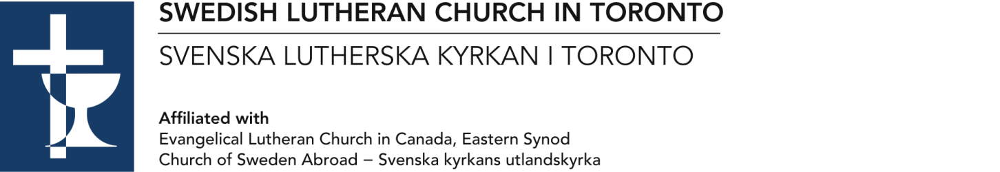 SWEDISH LUTHERAN CHURCH IN TORONTO
SVENSKA LUTHERSKA KYRKAN I TORONTO
Affiliated with
Evangelical Lutheran Church in Canada, Eastern Synod
Church of Sweden Abroad – Svenska kyrkans utlandskyrka